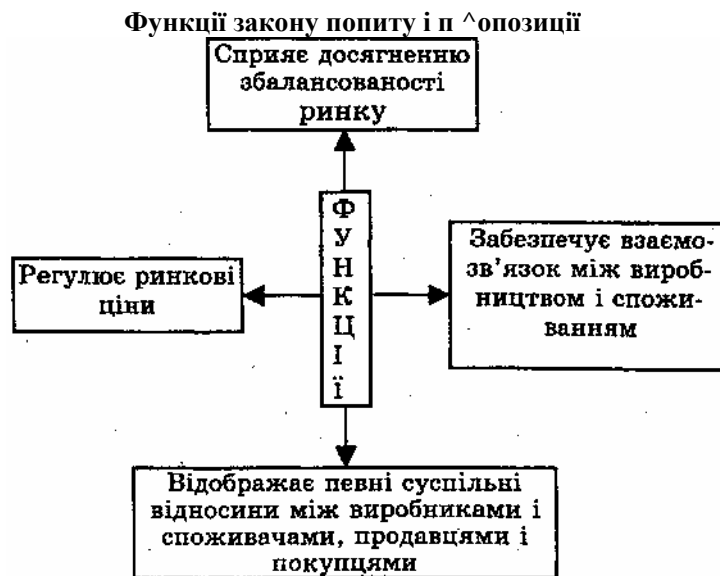 Функції закону попиту і п ^опозиції
Сприяє досягненню
збалансованості
ринку
Ф
У
Н
К
Ц
І
ї
Регулює ринкові
ціни
Забезпечує взаємо-
зв’язок між вироб-
ництвом і спожи-
ванням
Відображає певні суспільні
відносини між виробниками і
споживачами, продавцями і
покупцями